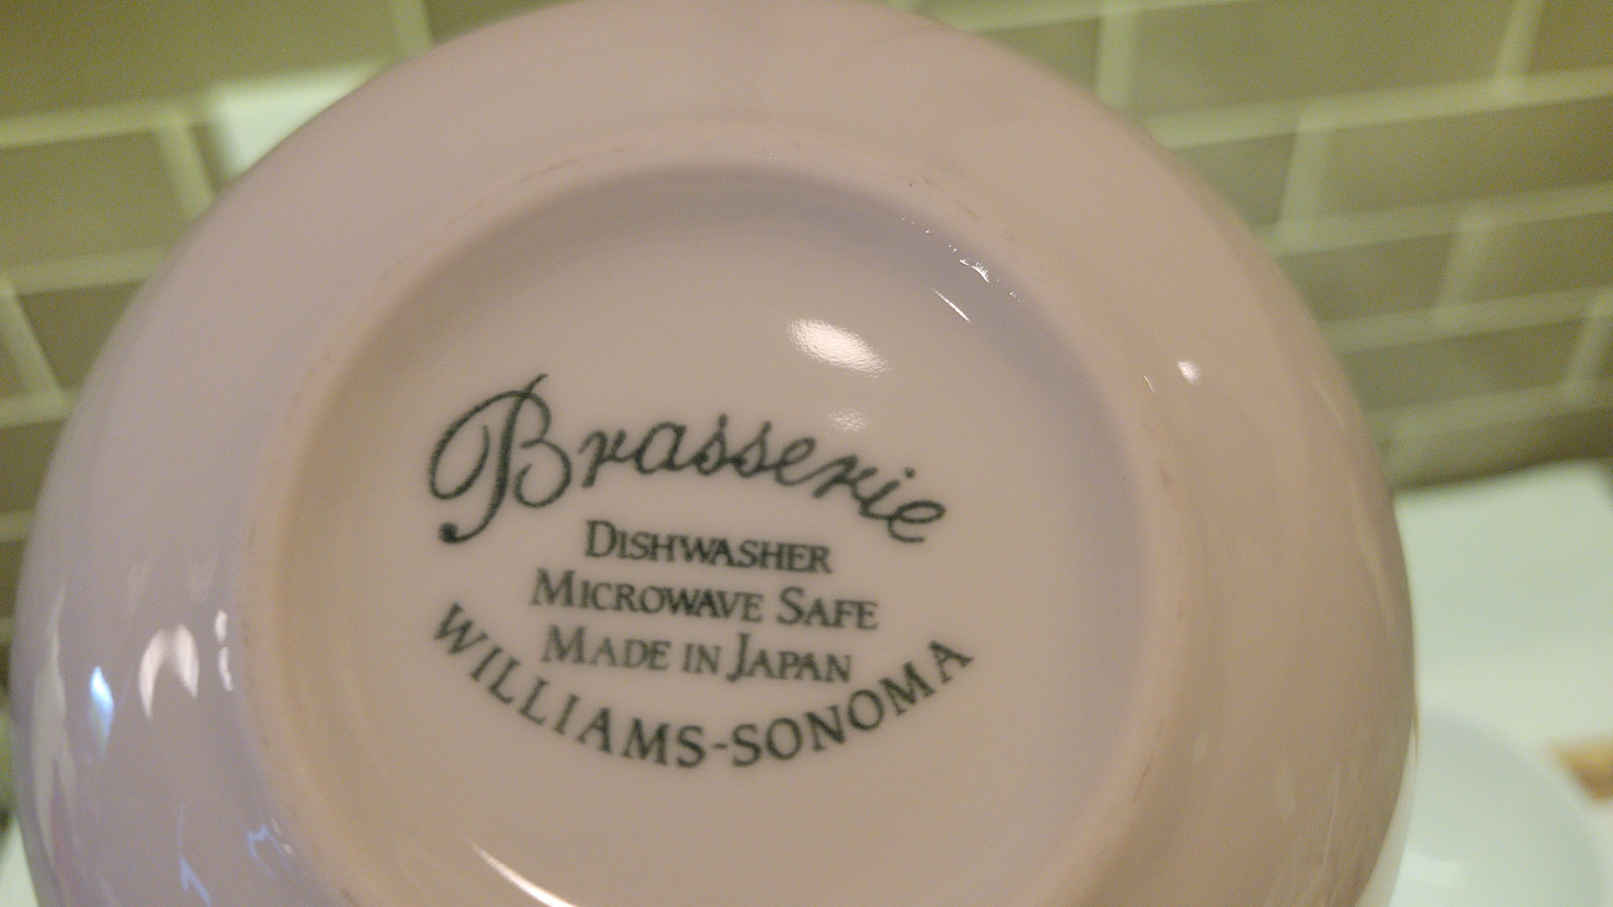 Brasserie
DISHWASHER
MICROWAVE SAFE
MADE IN JAPAN
WILLIAMS-SONOMA